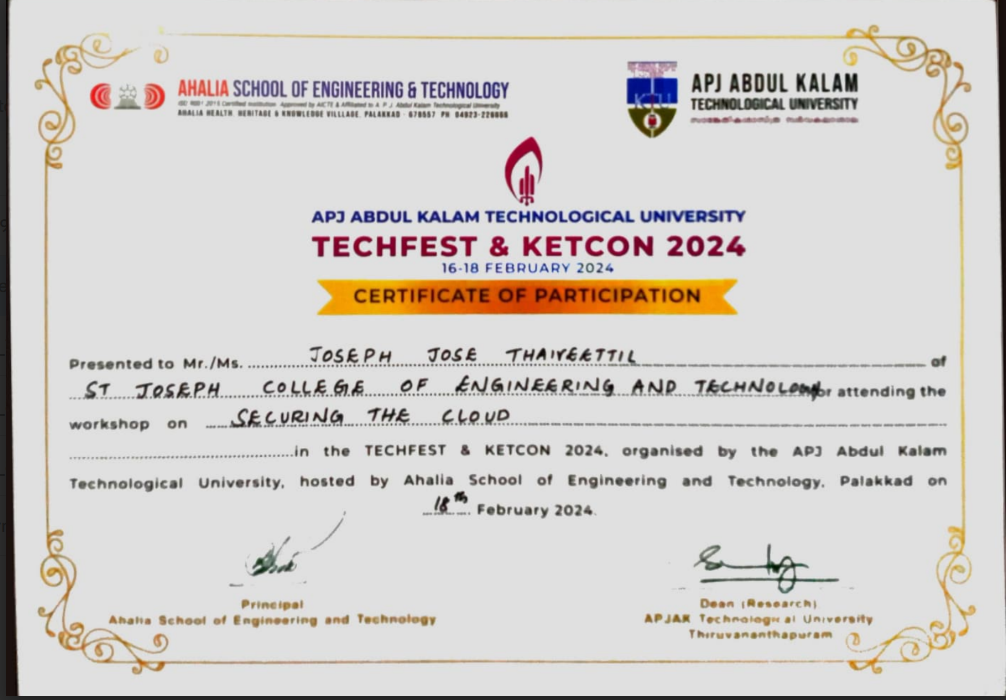 AHALIA SCHOOL OF ENGINEERING & TECHNOLOGY
ISO 9001 2015 Certified Institution Approved by AICTE & Affiliated to A. P. J. Abdul Kalam Technological University
AHALIA HEALTH, HERITAGE & KNOWLEDGE VILLLAGE, PALAKKAD - 678557 PH 04923-226666
APJ ABDUL KALAM
TECHNOLOGICAL UNIVERSITY
KTU
APJ ABDUL KALAM TECHNOLOGICAL UNIVERSITY
TECHFEST & KETCON 2024
16-18 FEBRUARY 2024
CERTIFICATE OF PARTICIPATION
Presented to Mr./Ms. JOSEPH JOSE THAIVEETTIL of
ST JOSEPH COLLEGE OF ENGINEERING AND TECHNOLOGY for attending the
workshop on SECURING THE CLOUD
in the TECHFEST & KETCON 2024, organised by the APJ Abdul Kalam
Technological University, hosted by Ahalia School of Engineering and Technology, Palakkad on
18th February 2024.
Principal
Ahalia School of Engineering and Technology
Dean (Research)
APJAK Technological University
Thiruvananthapuram